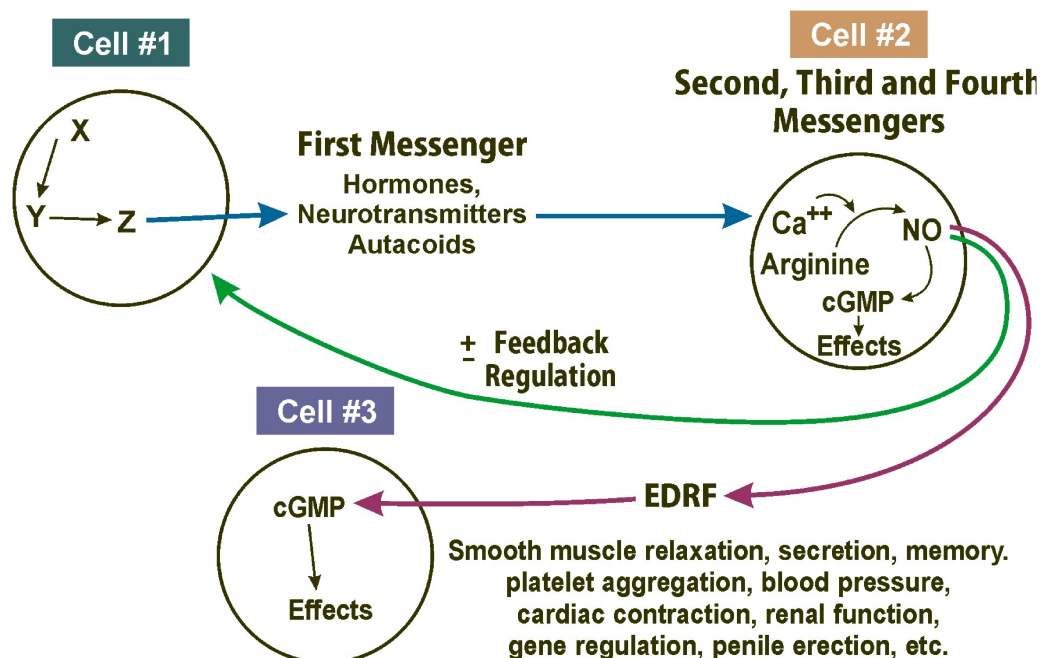 Cell #1
X
Y
Z
First Messenger
Hormones,
Neurotransmitters
Autacoids
Cell #2
Second, Third and Fourth
Messengers
Ca++
NO
Arginine
cGMP
Effects
± Feedback
Regulation
Cell #3
cGMP
Effects
EDRF
Smooth muscle relaxation, secretion, memory.
platelet aggregation, blood pressure,
cardiac contraction, renal function,
gene regulation, penile erection, etc.